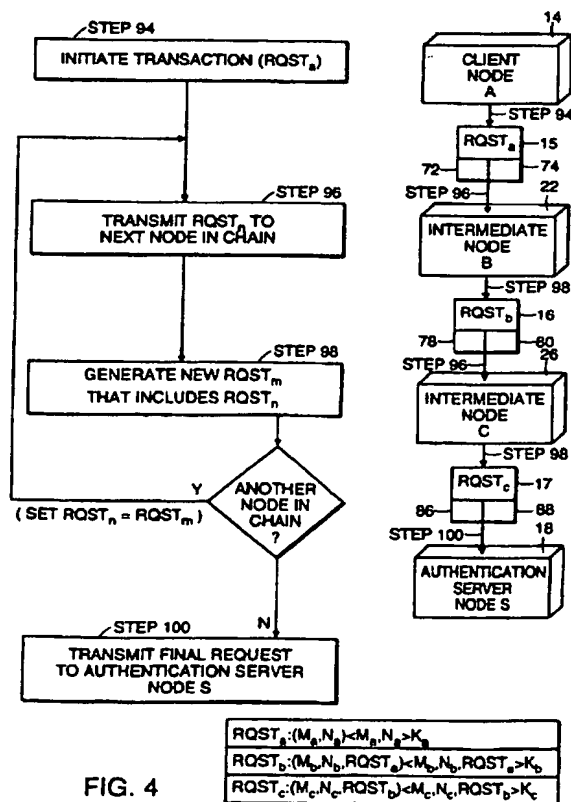 STEP 94
INITIATE TRANSACTION (RQSTa)
STEP 96
TRANSMIT RQSTn TO
NEXT NODE IN CHAIN
STEP 98
GENERATE NEW RQSTm
THAT INCLUDES RQSTn
Y
(SET RQSTn = RQSTm)
ANOTHER
NODE IN
CHAIN
?
N
STEP 100
TRANSMIT FINAL REQUEST
TO AUTHENTICATION SERVER
NODE S
14
CLIENT
NODE
A
STEP 94
RQSTa
15
72
74
STEP 96
22
INTERMEDIATE
NODE
B
STEP 98
RQSTb
16
78
80
STEP 96
26
INTERMEDIATE
NODE
C
STEP 98
RQSTc
17
86
88
STEP 100
18
AUTHENTICATION
SERVER
NODE S
RQSTa:(Ma,Na)<Ma,Na>Ka
RQSTb:(Mb,Nb,RQSTa)<Mb,Nb,RQSTa>Kb
RQSTc:(Mc,Nc,RQSTb)<Mc,Nc,RQSTb>Kc
FIG. 4